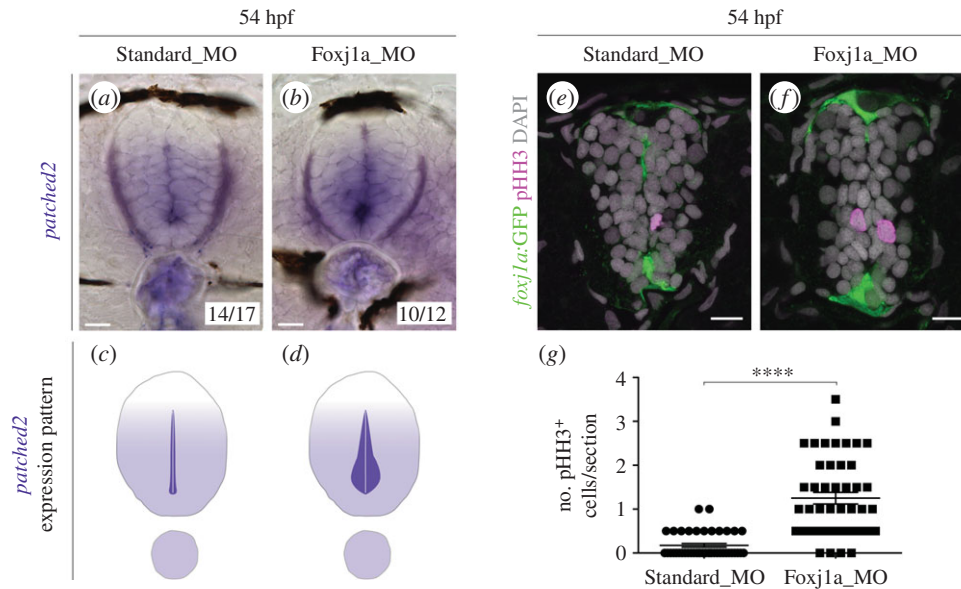 54 hpf
Standard_MO
Foxj1a_MO
(a)
(b)
patched2
14/17
10/12
(c)
(d)
patched2
expression pattern
54 hpf
Standard_MO
Foxj1a_MO
(e)
(f)
foxj1a:GFP pHH3 DAPI
(g)
****
no. pHH3+
cells/section
4
3
2
1
0
Standard_MO
Foxj1a_MO